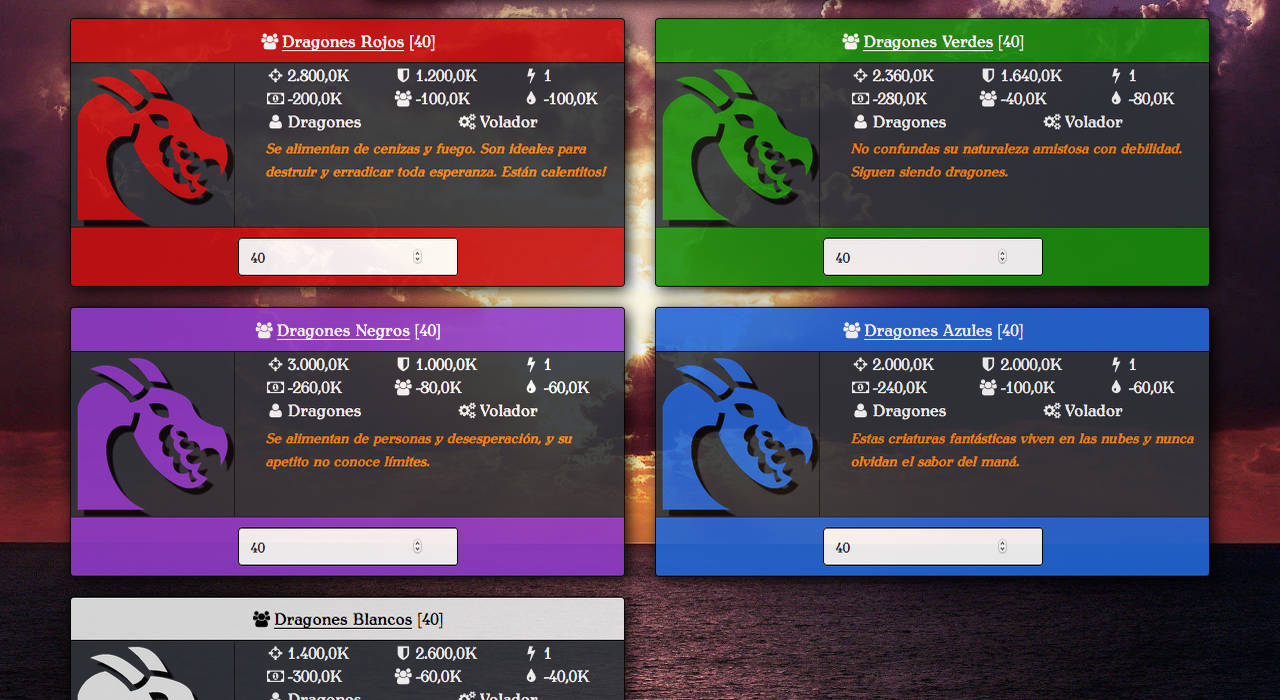 Dragones Rojos [40]
2.800,0K 1.200,0K 1
-200,0K -100,0K -100,0K
Dragones Volador
Se alimentan de cenizas y fuego. Son ideales para
destruir y erradicar toda esperanza. Están calentitos!
40
Dragones Verdes [40]
2.360,0K 1.640,0K 1
-280,0K -40,0K -80,0K
Dragones Volador
No confundas su naturaleza amistosa con debilidad.
Siguen siendo dragones.
40
Dragones Negros [40]
3.000,0K 1.000,0K 1
-260,0K -80,0K -60,0K
Dragones Volador
Se alimentan de personas y desesperación, y su
apetito no conoce límites.
40
Dragones Azules [40]
2.000,0K 2.000,0K 1
-240,0K -100,0K -60,0K
Dragones Volador
Estas criaturas fantásticas viven en las nubes y nunca
olvidan el sabor del maná.
40
Dragones Blancos [40]
1.400,0K 2.600,0K 1
-300,0K -60,0K -40,0K
Dragones Volador